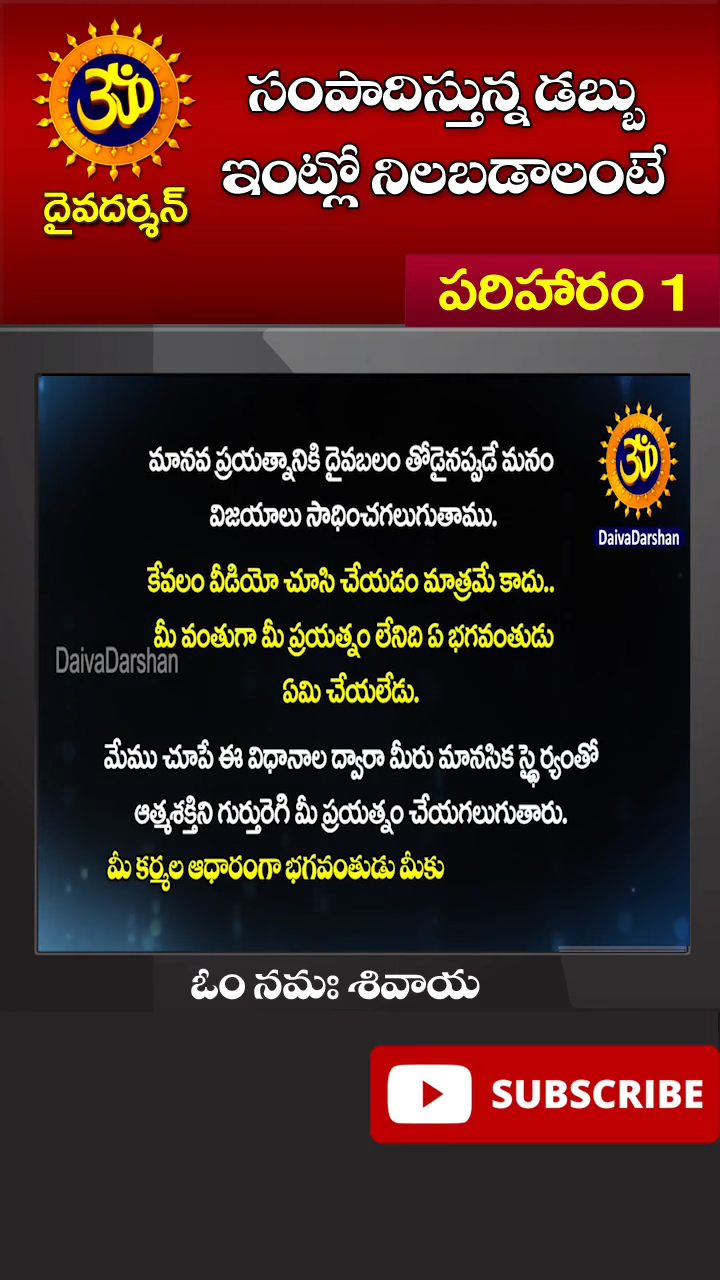 సంపాదిస్తున్న డబ్బు
ఇంట్లో నిలబడాలంటే
దైవదర్శన్
పరిహారం 1
మానవ ప్రయత్నానికి దైవబలం తోడైనప్పుడే మనం
విజయాలు సాధించగలుగుతాము.
DaivaDarshan
కేవలం వీడియో చూసి చేయడం మాత్రమే కాదు..
మీ వంతుగా మీ ప్రయత్నం లేనిది ఏ భగవంతుడు
DaivaDarshan
ఏమి చేయలేడు.
మేము చూపే ఈ విధానాల ద్వారా మీరు మానసిక స్థైర్యంతో
ఆత్మశక్తిని గుర్తురెగి మీ ప్రయత్నం చేయగలుగుతారు.
మీ కర్మల ఆధారంగా భగవంతుడు మీకు
ఓం నమః శివాయ
SUBSCRIBE